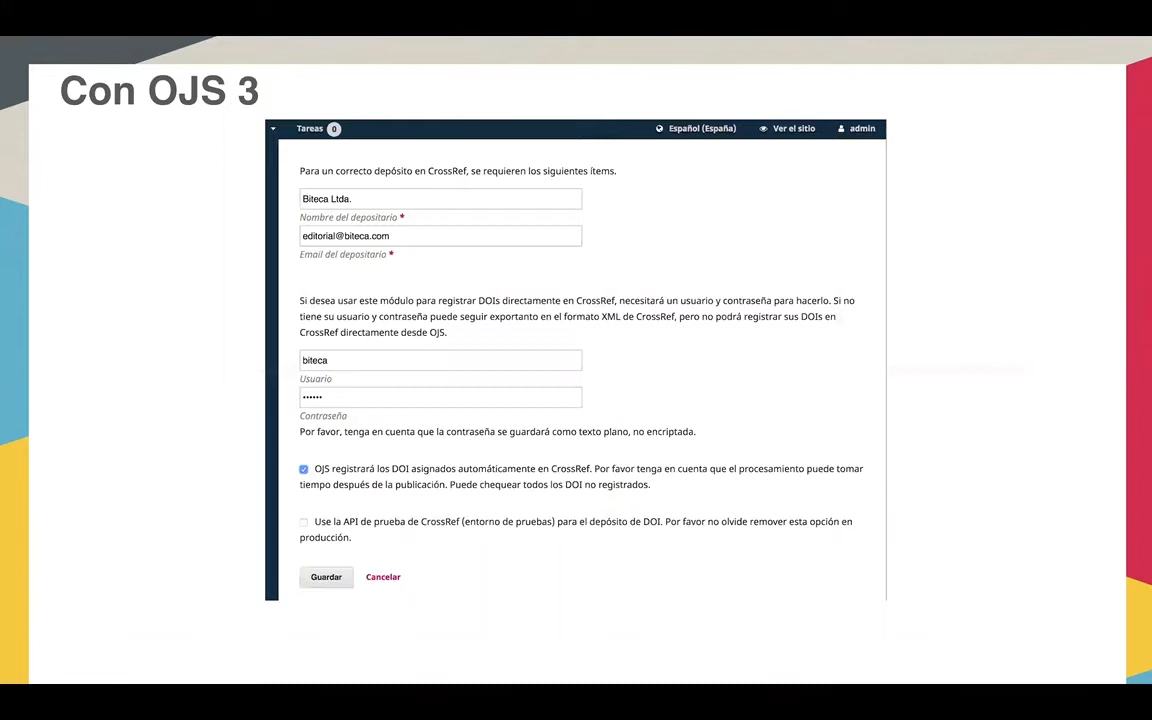 Con OJS 3
Tareas 0 Español (España) Ver el sitio admin
Para un correcto depósito en CrossRef, se requieren los siguientes ítems.
Biteca Ltda.
Nombre del depositario *
editorial@biteca.com
Email del depositario *
Si desea usar este módulo para registrar DOIs directamente en CrossRef, necesitará un usuario y contraseña para hacerlo. Si no
tiene su usuario y contraseña puede seguir exportanto en el formato XML de CrossRef, pero no podrá registrar sus DOIs en
CrossRef directamente desde OJS.
biteca
Usuario
••••••
Contraseña
Por favor, tenga en cuenta que la contraseña se guardará como texto plano, no encriptada.
OJS registrará los DOI asignados automáticamente en CrossRef. Por favor tenga en cuenta que el procesamiento puede tomar
tiempo después de la publicación. Puede chequear todos los DOI no registrados.
Use la API de prueba de CrossRef (entorno de pruebas) para el depósito de DOI. Por favor no olvide remover esta opción en
producción.
Guardar Cancelar